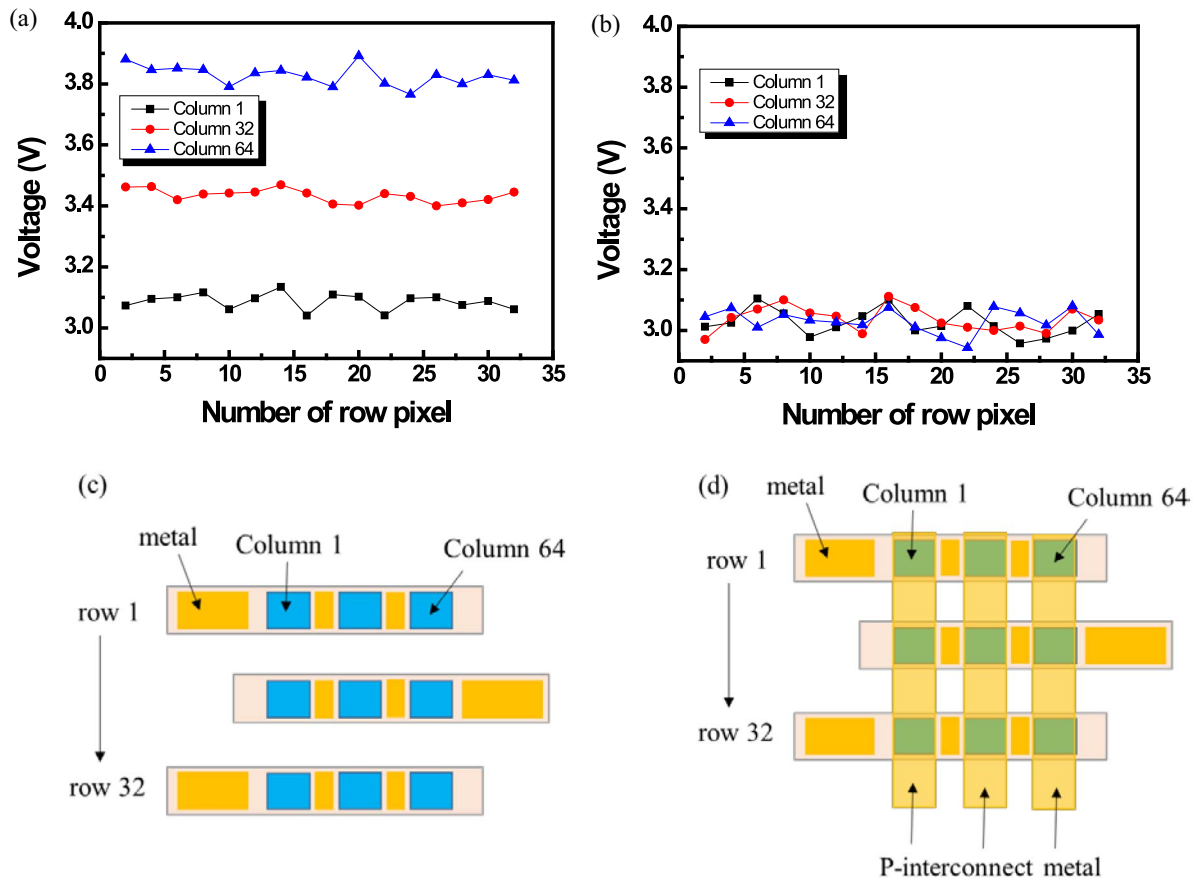 (a)
4.0
3.8
3.6
3.4
3.2
3.0
Voltage (V)
Column 1
Column 32
Column 64
0 5 10 15 20 25 30 35
Number of row pixel
(b)
4.0
3.8
3.6
3.4
3.2
3.0
Voltage (V)
Column 1
Column 32
Column 64
0 5 10 15 20 25 30 35
Number of row pixel
(c)
metal
Column 1
Column 64
row 1
row 32
(d)
metal
Column 1
Column 64
row 1
row 32
P-interconnect metal